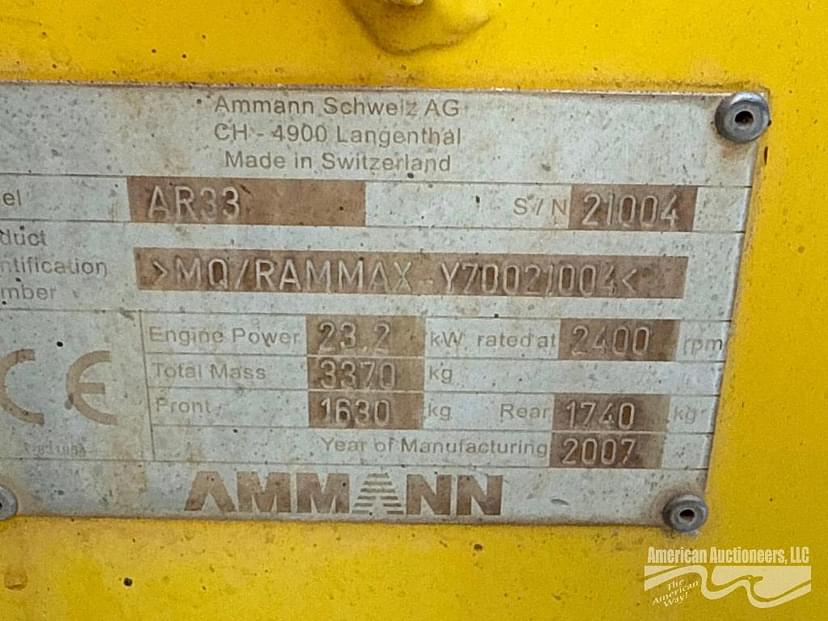 Ammann Schweiz AG
CH - 4900 Langenthal
Made in Switzerland
el AR33 S/N 21004
duct
ntification >MQ/RAMMAX-Y70021004<
mber
Engine Power 23.2 kW rated at 2400 rpm
Total Mass 3370 kg
Front 1630 kg Rear 1740 kg
Year of Manufacturing 2007
CE
AMMANN
American Auctioneers, LLC
The
American
Way!